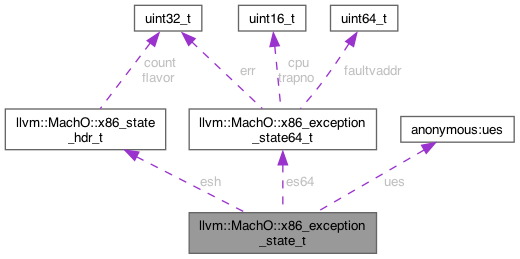 uint32_t
uint16_t
uint64_t
count
flavor
err
cpu
trapno
faultvaddr
llvm::MachO::x86_state
_hdr_t
llvm::MachO::x86_exception
_state64_t
anonymous:ues
esh
es64
ues
llvm::MachO::x86_exception
_state_t